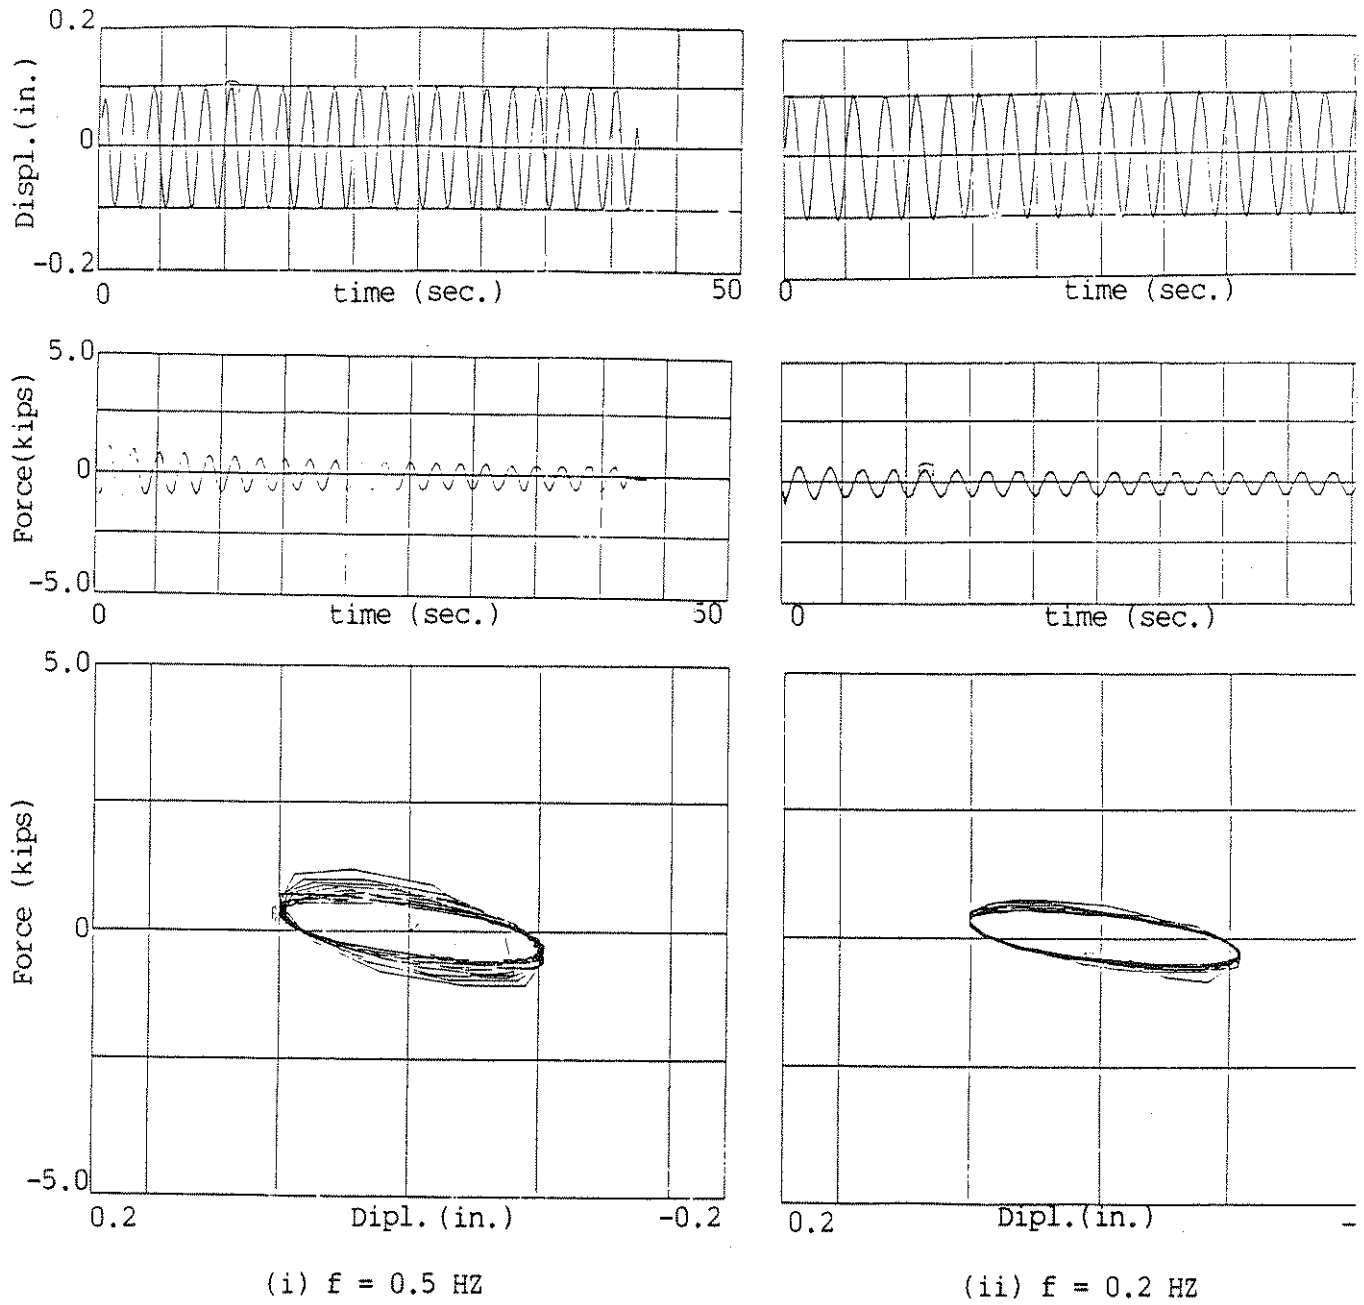 0.2
Displ.(in.)
0
-0.2
0
time (sec.)
50
0
time (sec.)
5.0
Force(kips)
0
-5.0
0
time (sec.)
50
0
time (sec.)
5.0
Force (kips)
0
-5.0
0.2
Dipl.(in.)
-0.2
0.2
Dipl.(in.)
-
(i) f = 0.5 HZ
(ii) f = 0.2 HZ